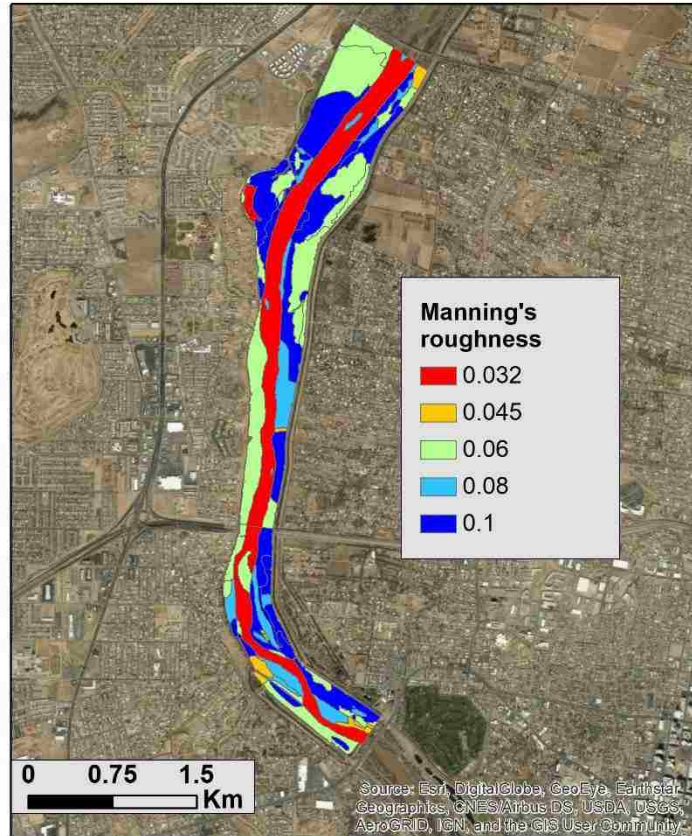 Manning's
roughness
0.032
0.045
0.06
0.08
0.1
0 0.75 1.5
Km
Source: Esri, DigitalGlobe, GeoEye, Earthstar
Geographics, CNES/Airbus DS, USDA, USGS,
AeroGRID, IGN, and the GIS User Community